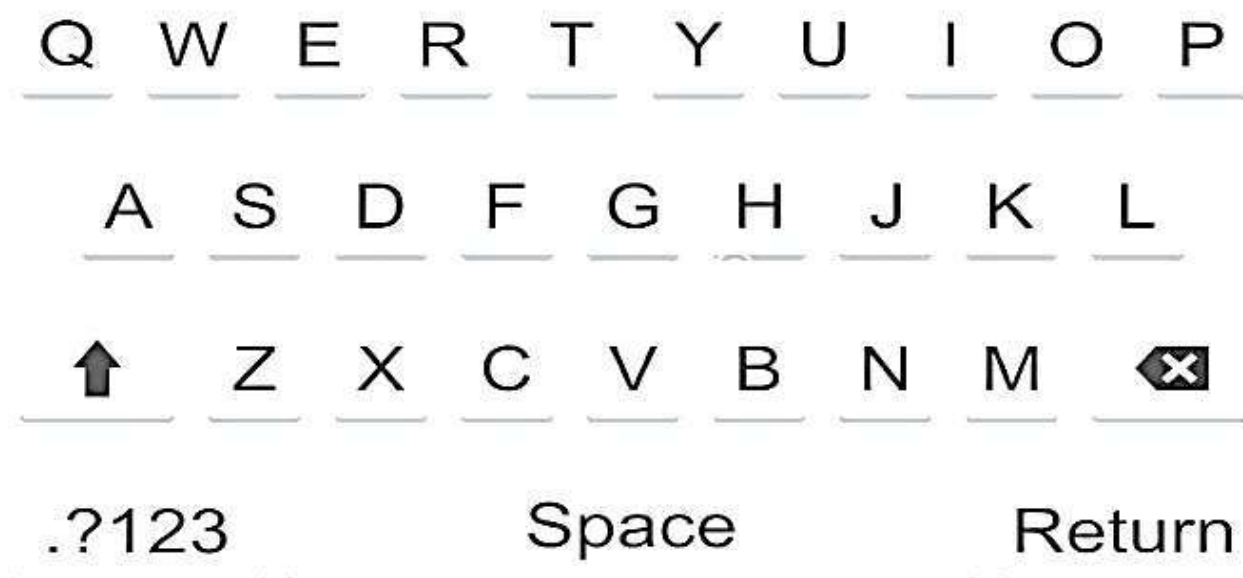 Q W E R T Y U I O P
A S D F G H J K L
Z X C V B N M
.?123 Space Return